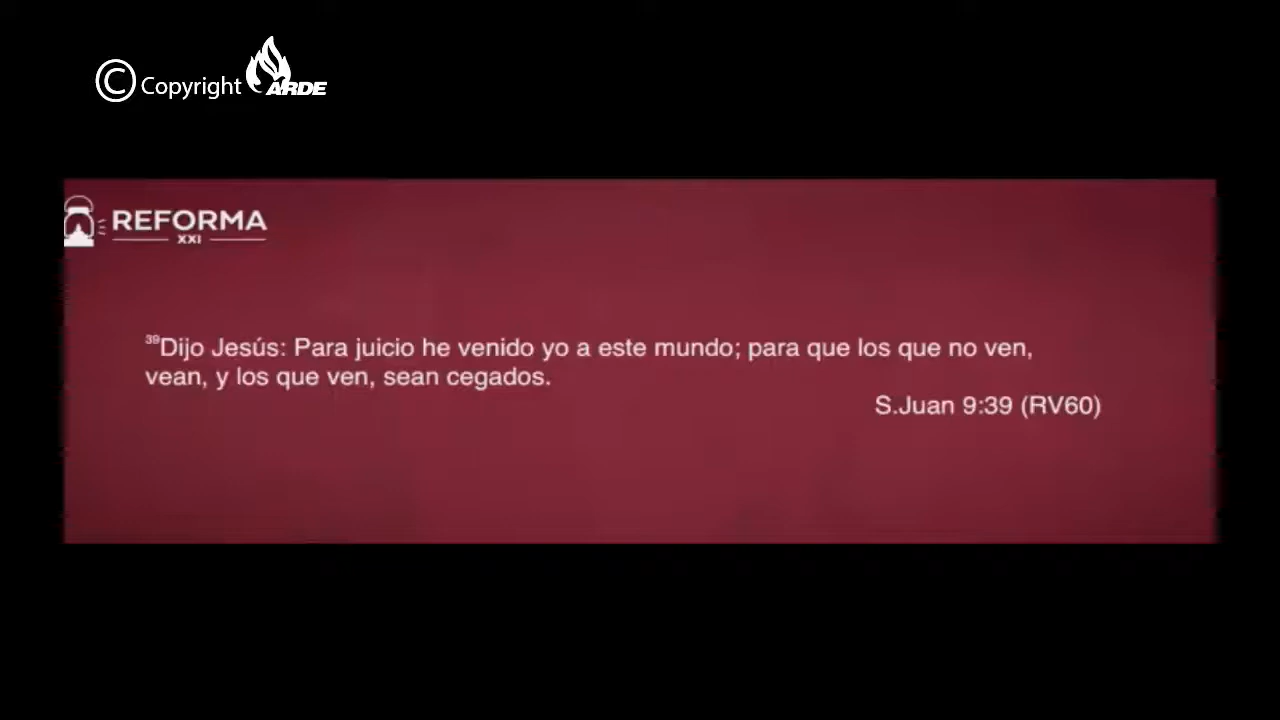 © Copyright ARDE
REFORMA
XXI
³⁹Dijo Jesús: Para juicio he venido yo a este mundo; para que los que no ven,
vean, y los que ven, sean cegados.
S.Juan 9:39 (RV60)